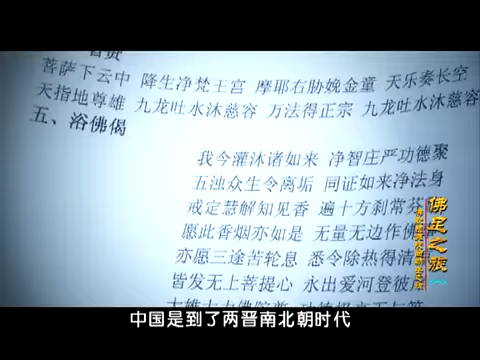 菩萨下云中 降生净梵王宫 摩耶右胁娩金童 天乐奏长空
天指地尊雄 九龙吐水沐慈容 万法得正宗 九龙吐水沐慈容
五、浴佛偈
我今灌沐诸如来 净智庄严功德聚
五浊众生令离垢 同证如来净法身
戒定慧解知见香 遍十方刹常芬
愿此香烟亦如是 无量无边作佛
亦愿三途苦轮息 悉令除热得清
皆发无上菩提心 永出爱河登彼
佛足之旅
中国是到了两晋南北朝时代